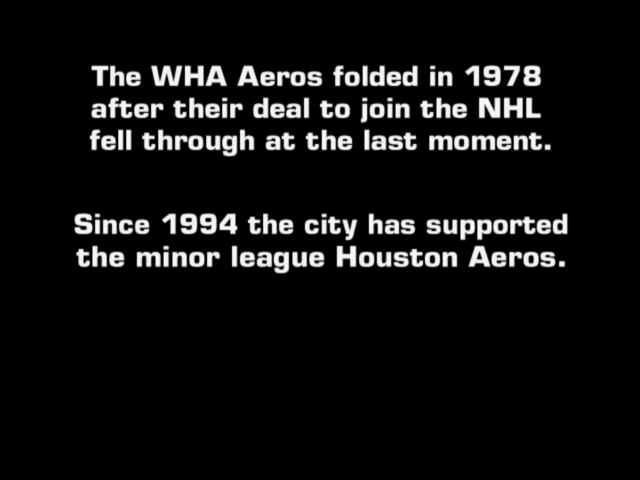 The WHA Aeros folded in 1978
after their deal to join the NHL
fell through at the last moment.
Since 1994 the city has supported
the minor league Houston Aeros.